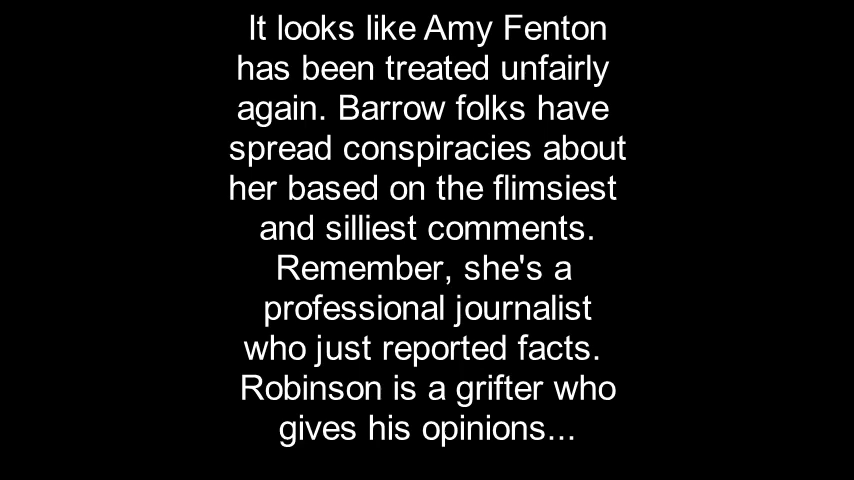 It looks like Amy Fenton
has been treated unfairly
again. Barrow folks have
spread conspiracies about
her based on the flimsiest
and silliest comments.
Remember, she's a
professional journalist
who just reported facts.
Robinson is a grifter who
gives his opinions...